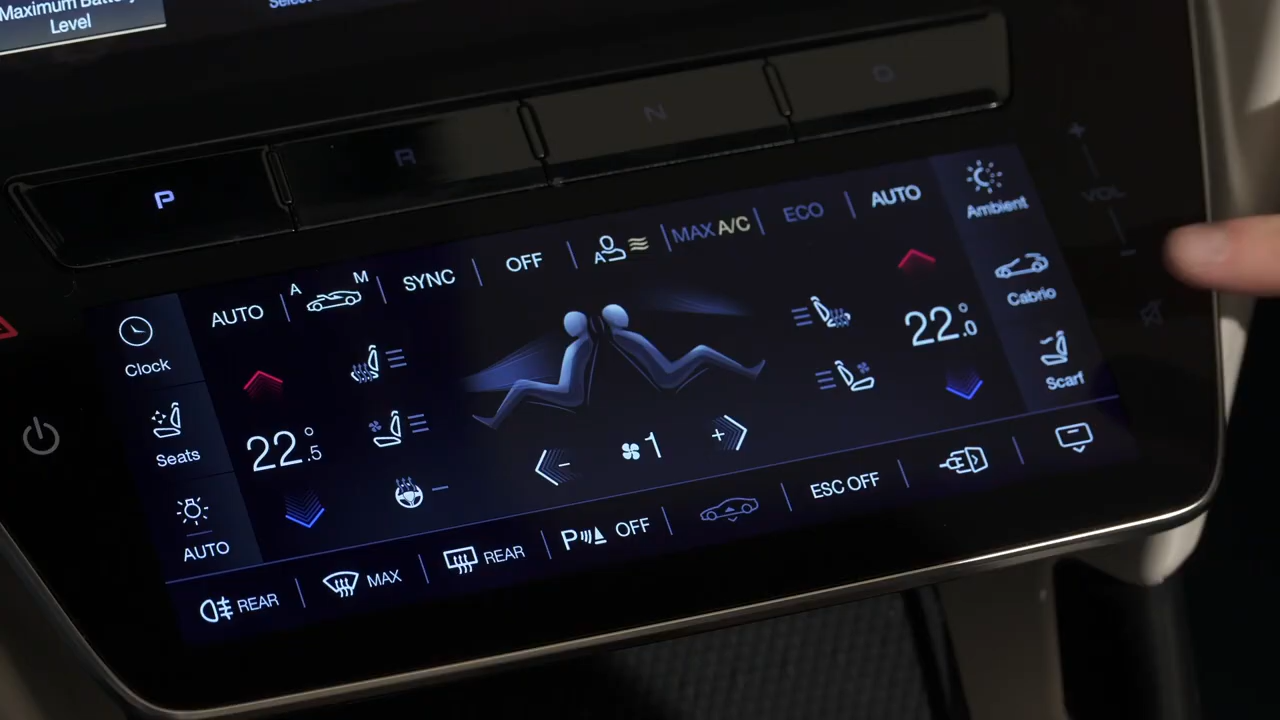 Maximum Battery
Level
Select
P R N D
+
VOL
-
AUTO
A M
SYNC
OFF
A
MAX A/C
ECO
AUTO
Ambient
Cabrio
Scarf
Clock
Seats
AUTO
22.5
22.0°
- 1 +
REAR
MAX
REAR
P OFF
ESC OFF